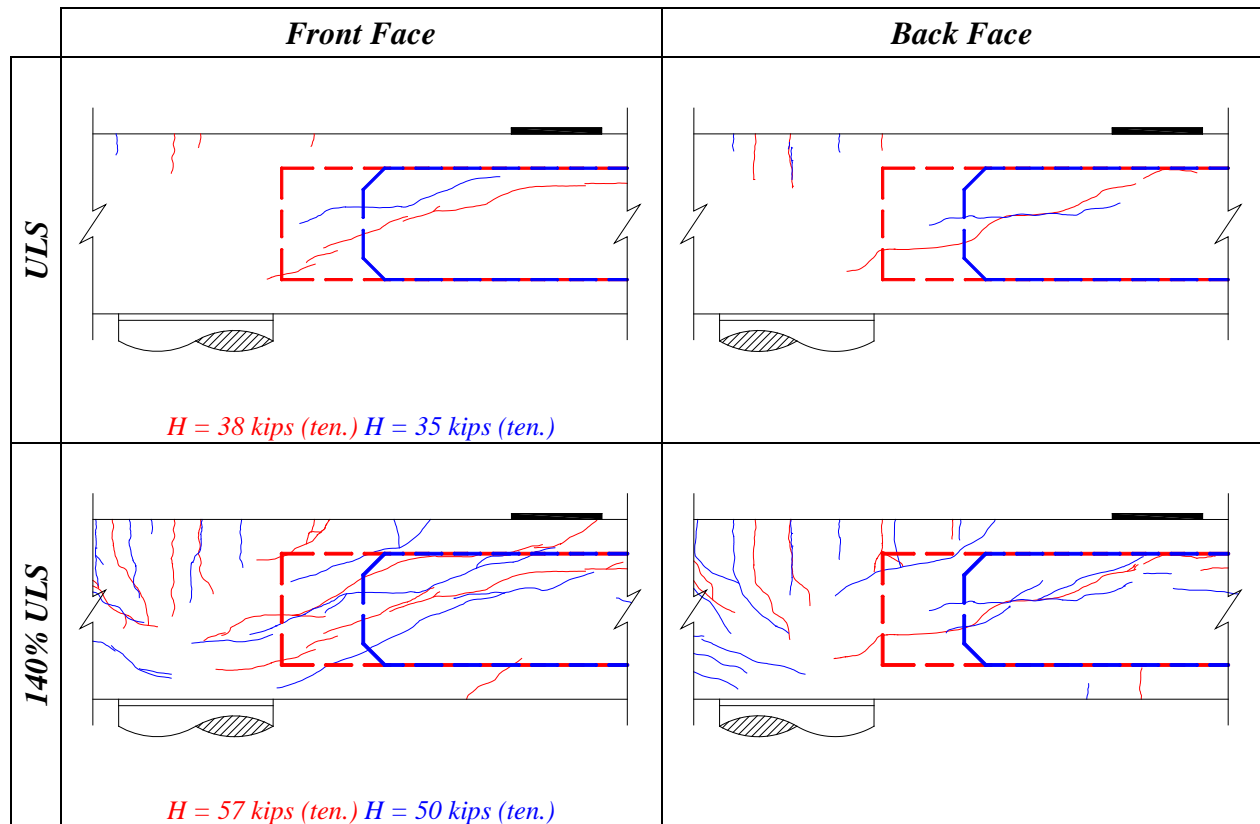 Front Face
Back Face
ULS
H = 38 kips (ten.) H = 35 kips (ten.)
140% ULS
H = 57 kips (ten.) H = 50 kips (ten.)